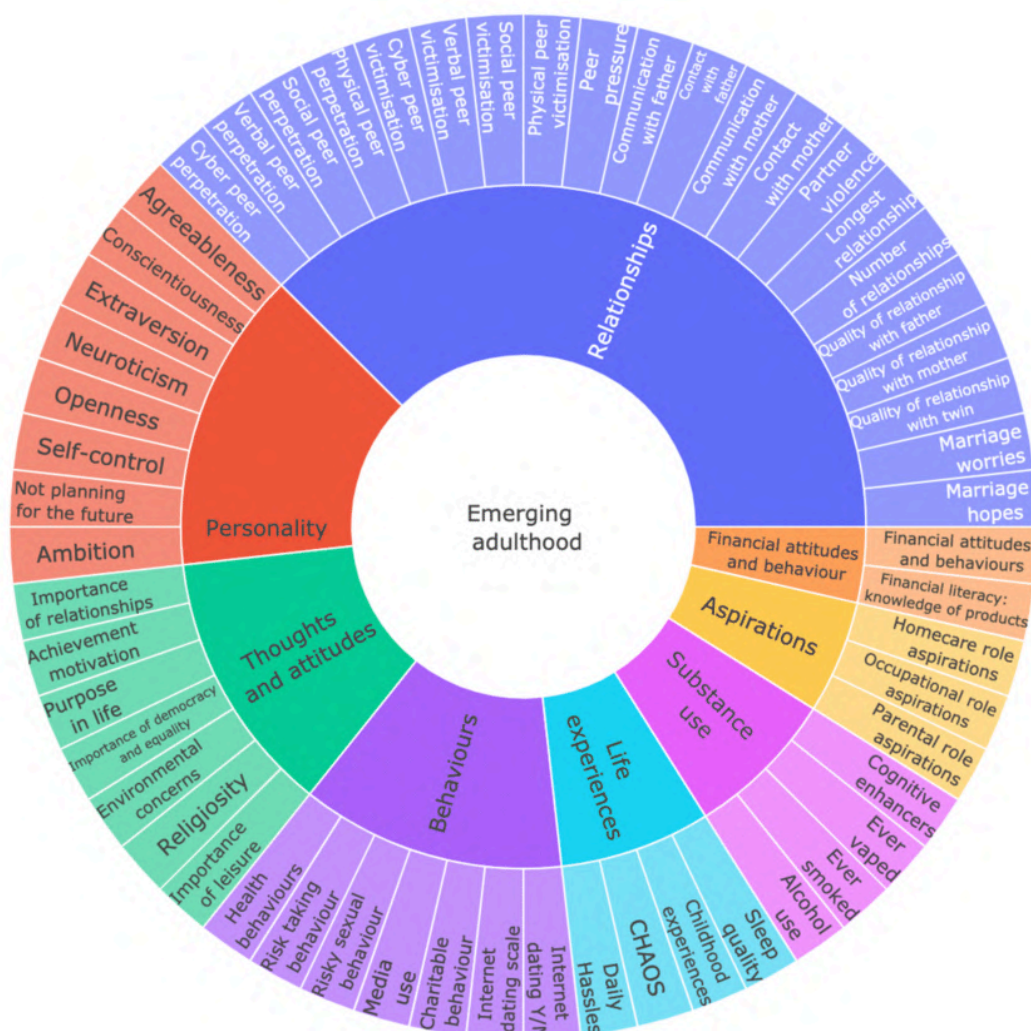 Emerging
adulthood
Relationships
Cyber peer
perpetration
Verbal peer
perpetration
Social peer
perpetration
Physical peer
perpetration
Cyber peer
victimisation
Verbal peer
victimisation
Social peer
victimisation
Physical peer
victimisation
Peer
pressure
Communication
with father
Contact
with
father
Communication
with mother
Contact
with mother
Partner
violence
Longest
relationship
Number
of relationships
Quality of relationship
with father
Quality of relationship
with mother
Quality of relationship
with twin
Marriage
worries
Marriage
hopes
Financial attitudes
and behaviour
Financial attitudes
and behaviours
Financial literacy:
knowledge of products
Aspirations
Homecare role
aspirations
Occupational role
aspirations
Parental role
aspirations
Substance
use
Cognitive
enhancers
Ever
vaped
Ever
smoked
Alcohol
use
Life
experiences
Sleep
quality
Childhood
experiences
CHAOS
Daily
Hassles
Behaviours
Internet
dating Y/N
Internet
dating scale
Charitable
behaviour
Media
use
Risky sexual
behaviour
Risk taking
behaviour
Health
behaviours
Thoughts
and attitudes
Importance
of leisure
Religiosity
Environmental
concerns
Importance of democracy
and equality
Purpose
in life
Achievement
motivation
Importance
of relationships
Personality
Ambition
Not planning
for the future
Self-control
Openness
Neuroticism
Extraversion
Conscientiousness
Agreeableness